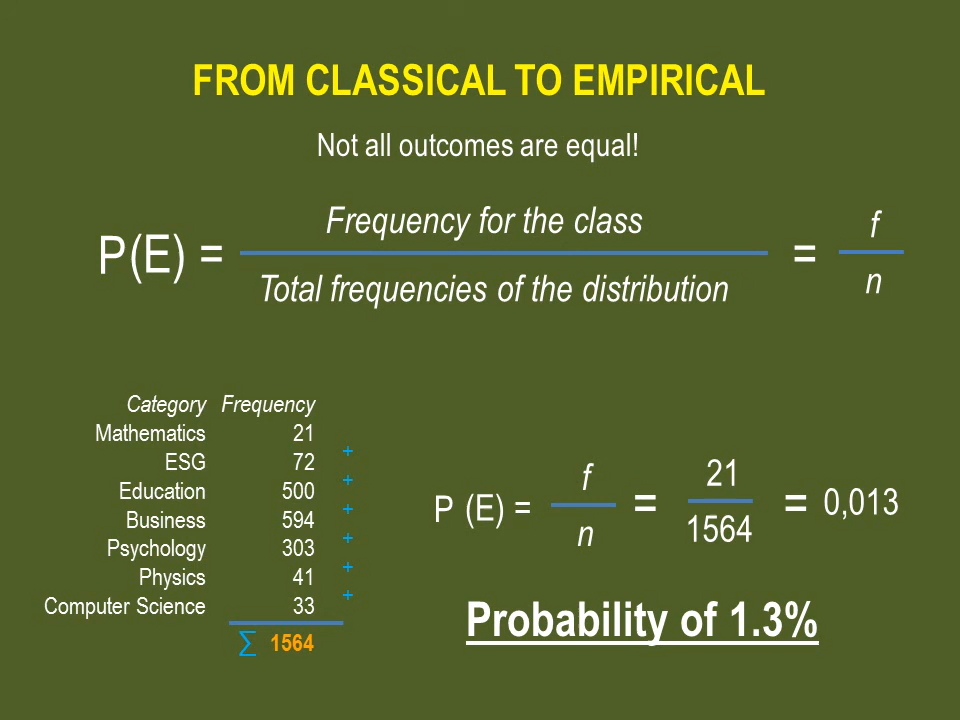 FROM CLASSICAL TO EMPIRICAL
Not all outcomes are equal!
P(E) = Frequency for the class / Total frequencies of the distribution = f / n
Category Frequency
Mathematics 21
ESG 72 +
Education 500 +
Business 594 +
Psychology 303 +
Physics 41 +
Computer Science 33 +
∑ 1564
P (E) = f / n = 21 / 1564 = 0,013
Probability of 1.3%